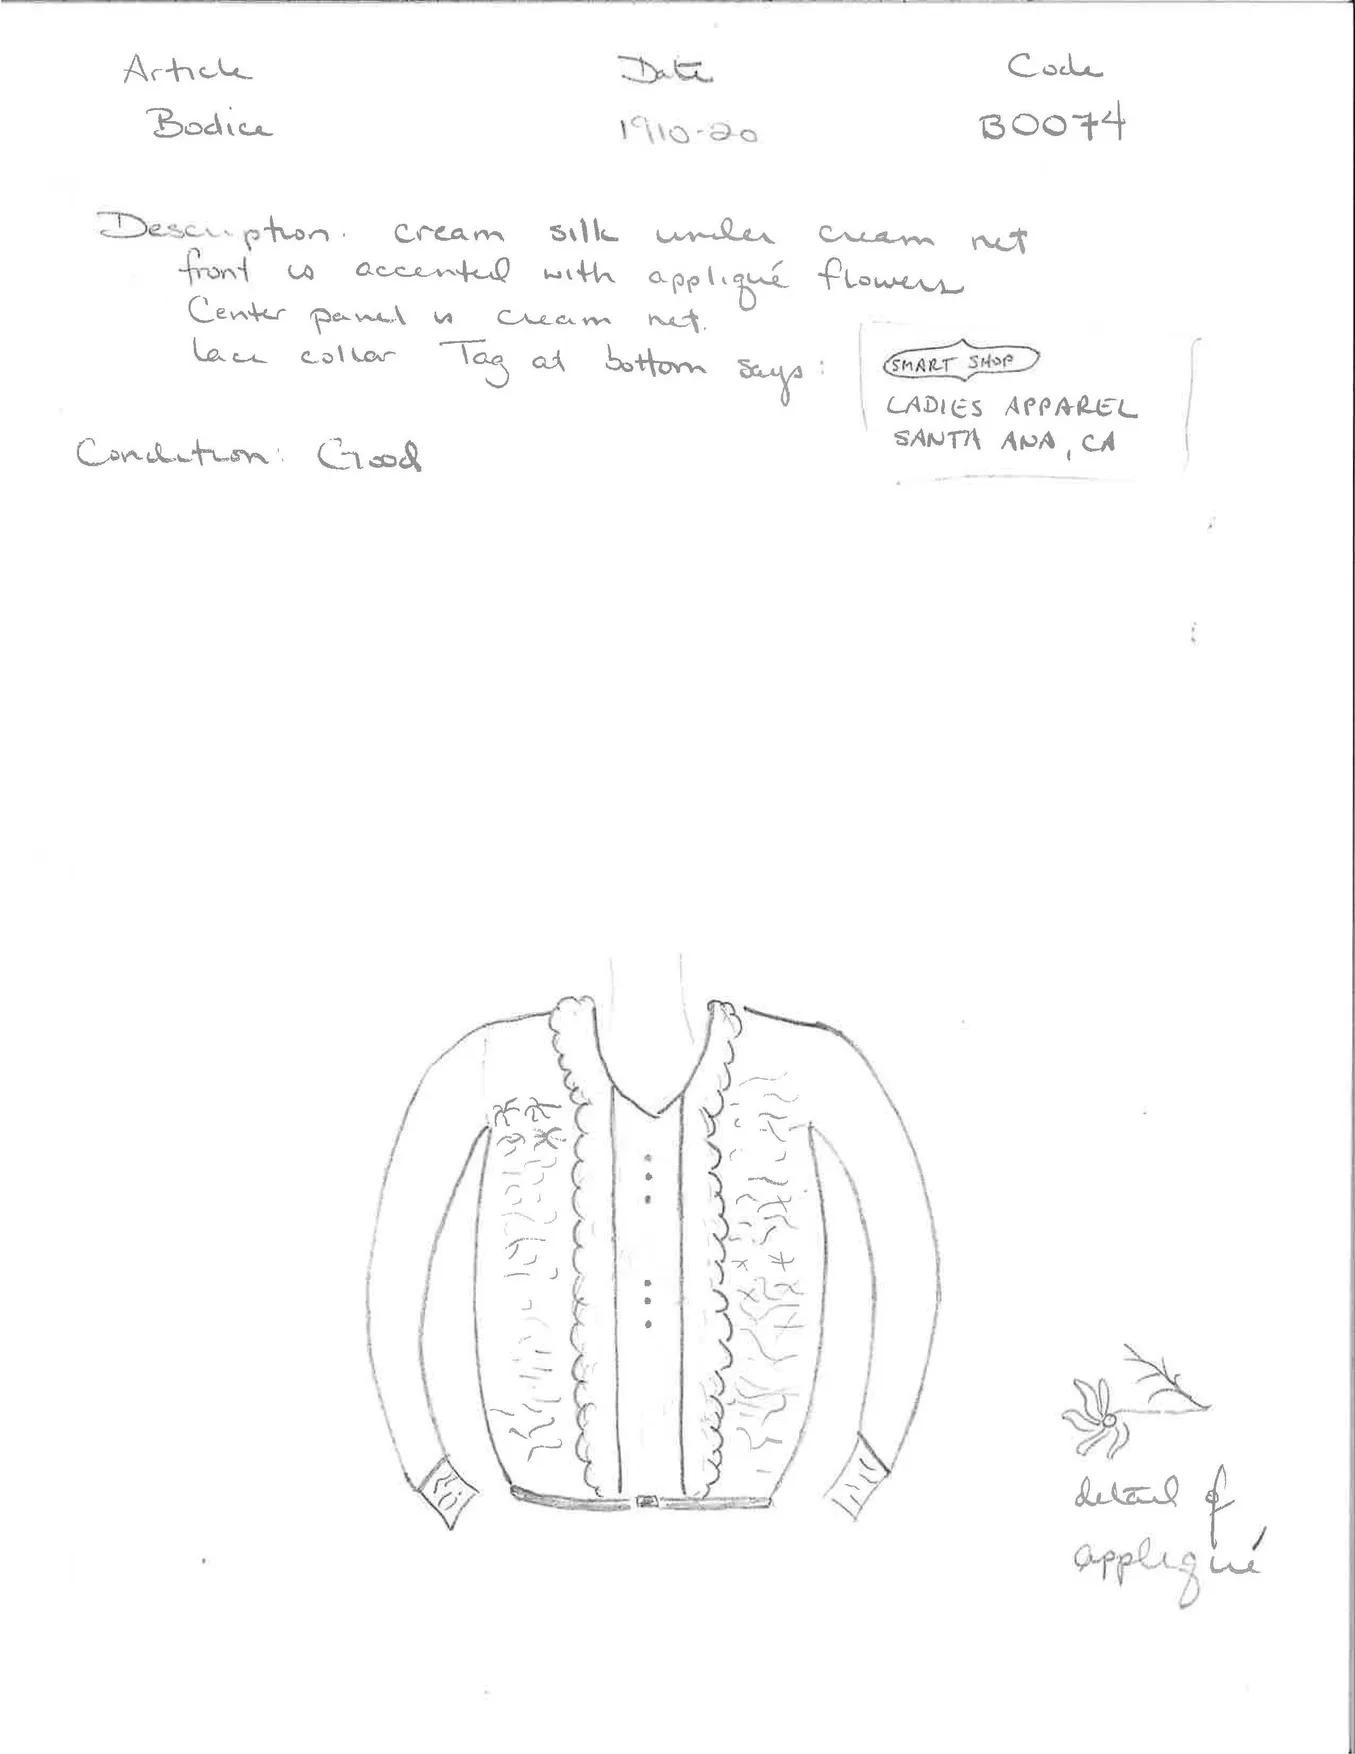 Article Date Code
Bodice 1910-20 B0074
Description. cream silk under cream net
front is accented with appliqué flowers
Center panel is cream net.
lace collar Tag at bottom says:
SMART SHOP
LADIES APPAREL
SANTA ANA, CA
Condition: Good
detail of
appliqué